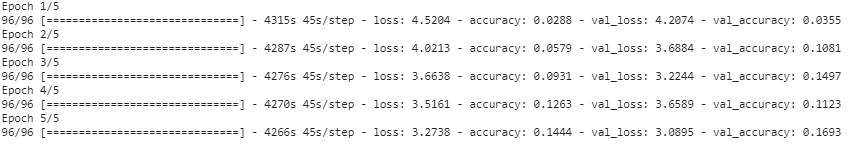 Epoch 1/5
96/96 [==============================] - 4315s 45s/step - loss: 4.5204 - accuracy: 0.0288 - val_loss: 4.2074 - val_accuracy: 0.0355
Epoch 2/5
96/96 [==============================] - 4287s 45s/step - loss: 4.0213 - accuracy: 0.0579 - val_loss: 3.6884 - val_accuracy: 0.1081
Epoch 3/5
96/96 [==============================] - 4276s 45s/step - loss: 3.6638 - accuracy: 0.0931 - val_loss: 3.2244 - val_accuracy: 0.1497
Epoch 4/5
96/96 [==============================] - 4270s 45s/step - loss: 3.5161 - accuracy: 0.1263 - val_loss: 3.6589 - val_accuracy: 0.1123
Epoch 5/5
96/96 [==============================] - 4266s 45s/step - loss: 3.2738 - accuracy: 0.1444 - val_loss: 3.0895 - val_accuracy: 0.1693